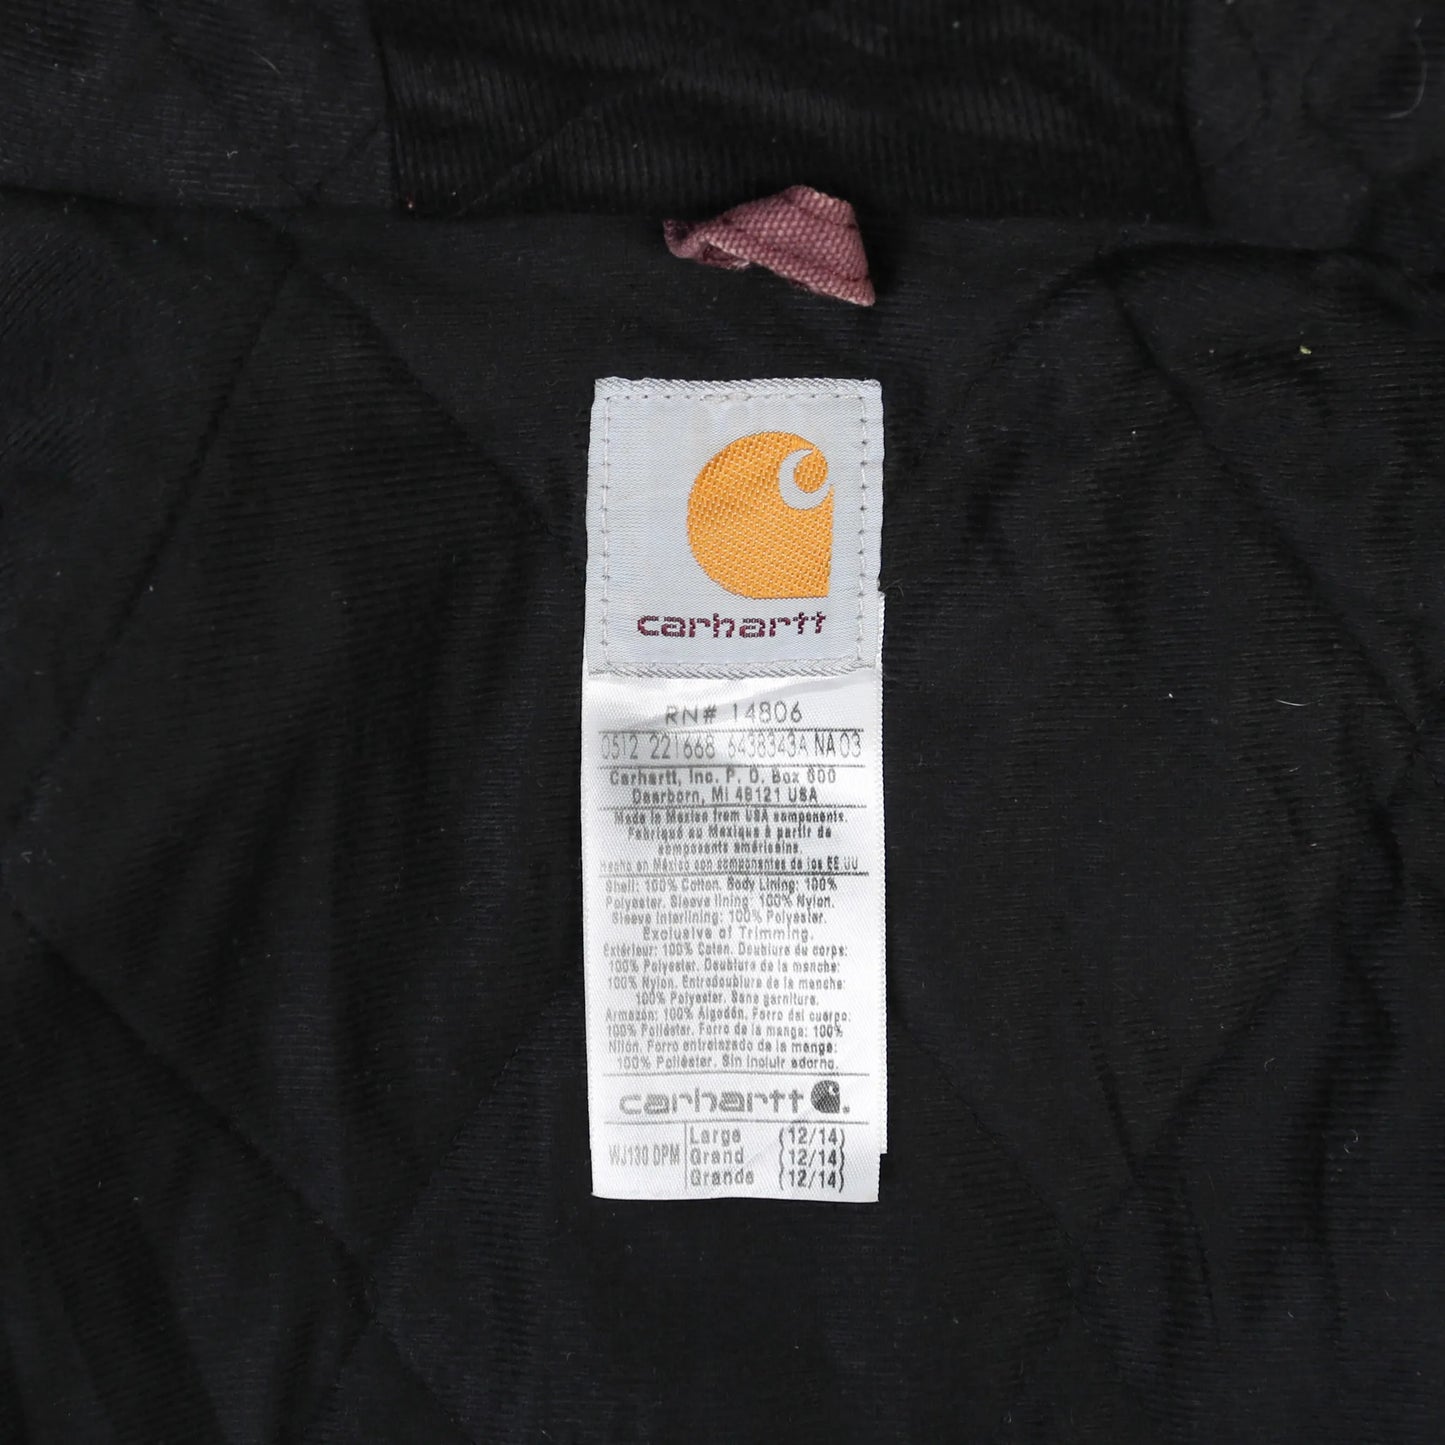 carhartt
RN# 14806
0512 221668 6438343A NA03
Carhartt, Inc. P. O. Box 600
Dearborn, MI 48121 USA
Made in Mexico from USA components.
Fabriqué au Mexique à partir de
composants américains.
Hecho en México con componentes de los EE UU
Shell: 100% Cotton. Body Lining: 100%
Polyester. Sleeve lining: 100% Nylon.
Sleeve Interlining: 100% Polyester.
Exclusive of Trimming.
Extérieur: 100% Coton. Doublure du corps:
100% Polyester. Doublure de la manche:
100% Nylon. Entredoublure de la manche:
100% Polyester. Sans garniture.
Armazón: 100% Algodón. Forro del cuerpo:
100% Poliéster. Forro de la manga: 100%
Nilón. Forro entrelazado de la manga:
100% Poliéster. Sin incluir adorno.
carhartt
WJ130 DPM Large (12/14)
Grand (12/14)
Grande (12/14)